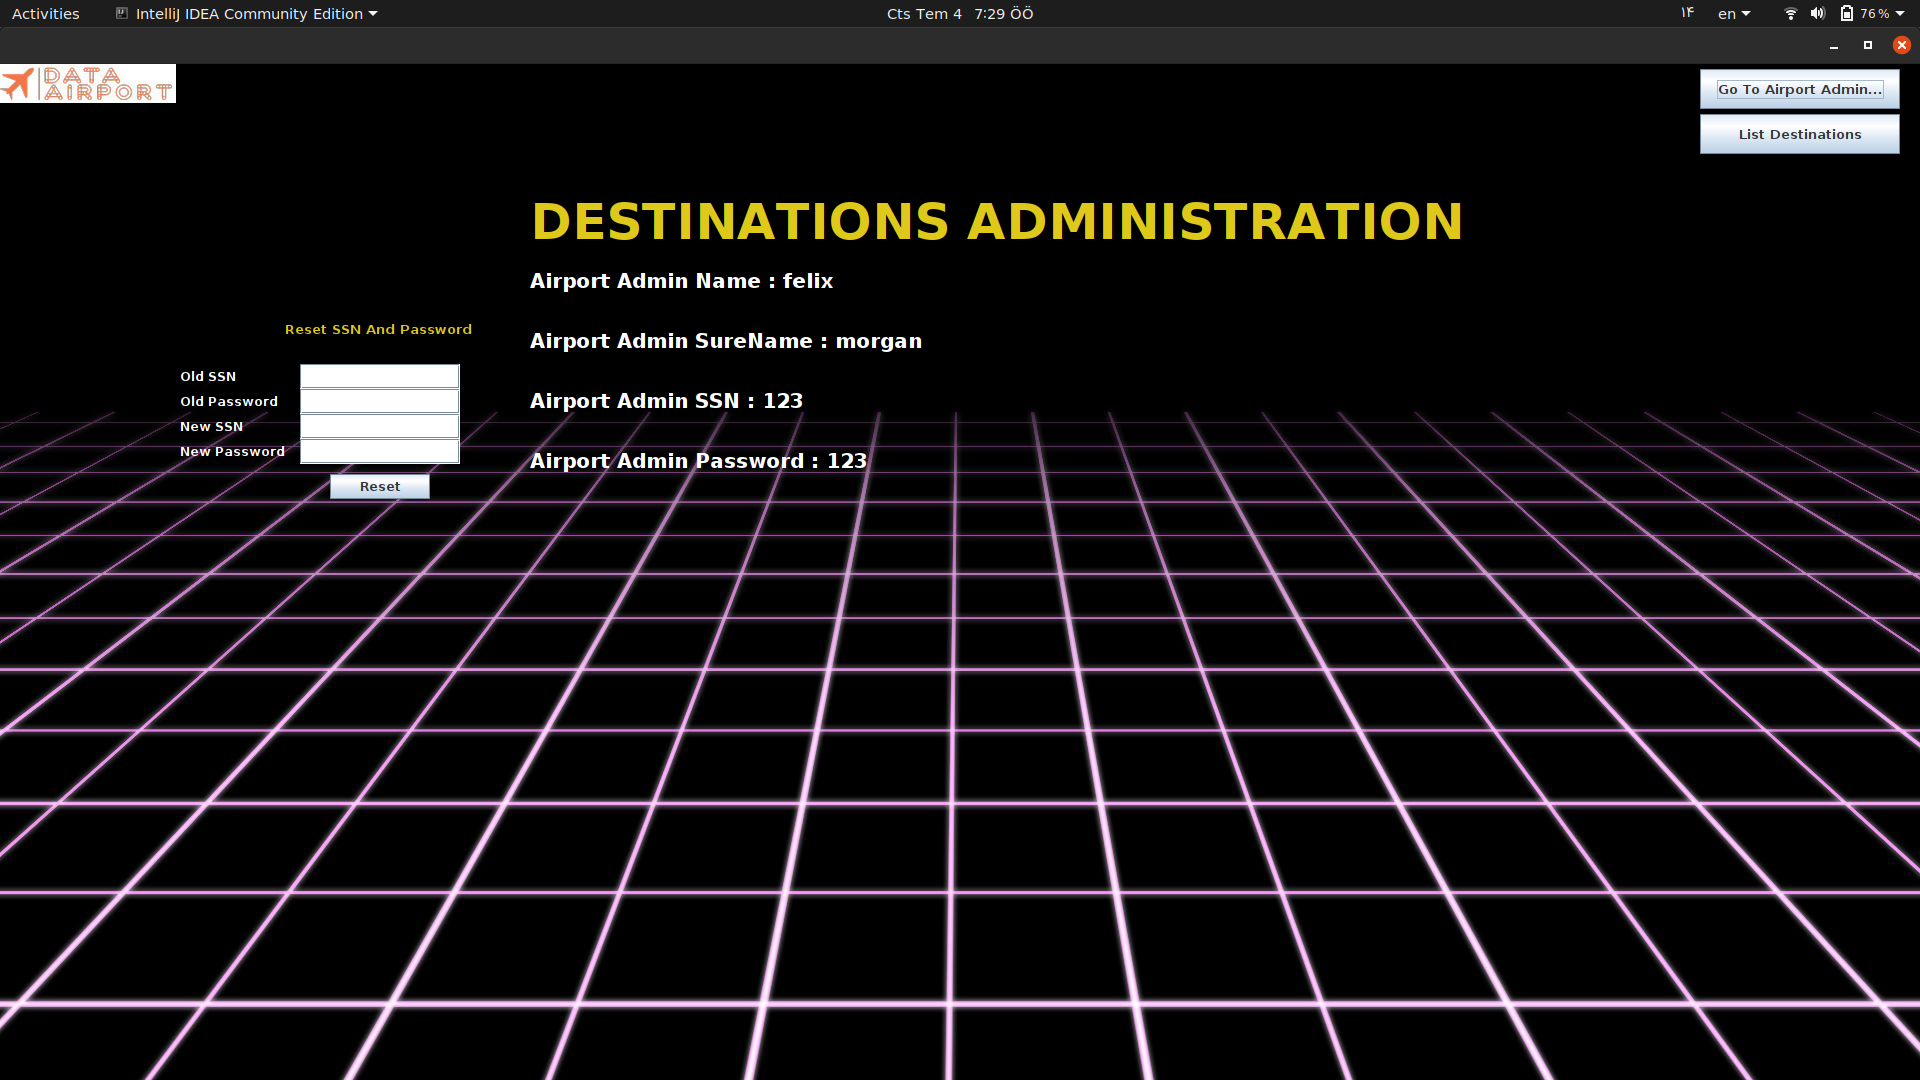 Activities
IntelliJ IDEA Community Edition
Cts Tem 4 7:29 ÖÖ
۱۴
en
76 %
DATA
AIRPORT
Go To Airport Admin...
List Destinations
DESTINATIONS ADMINISTRATION
Airport Admin Name : felix
Airport Admin SureName : morgan
Airport Admin SSN : 123
Airport Admin Password : 123
Reset SSN And Password
Old SSN
Old Password
New SSN
New Password
Reset